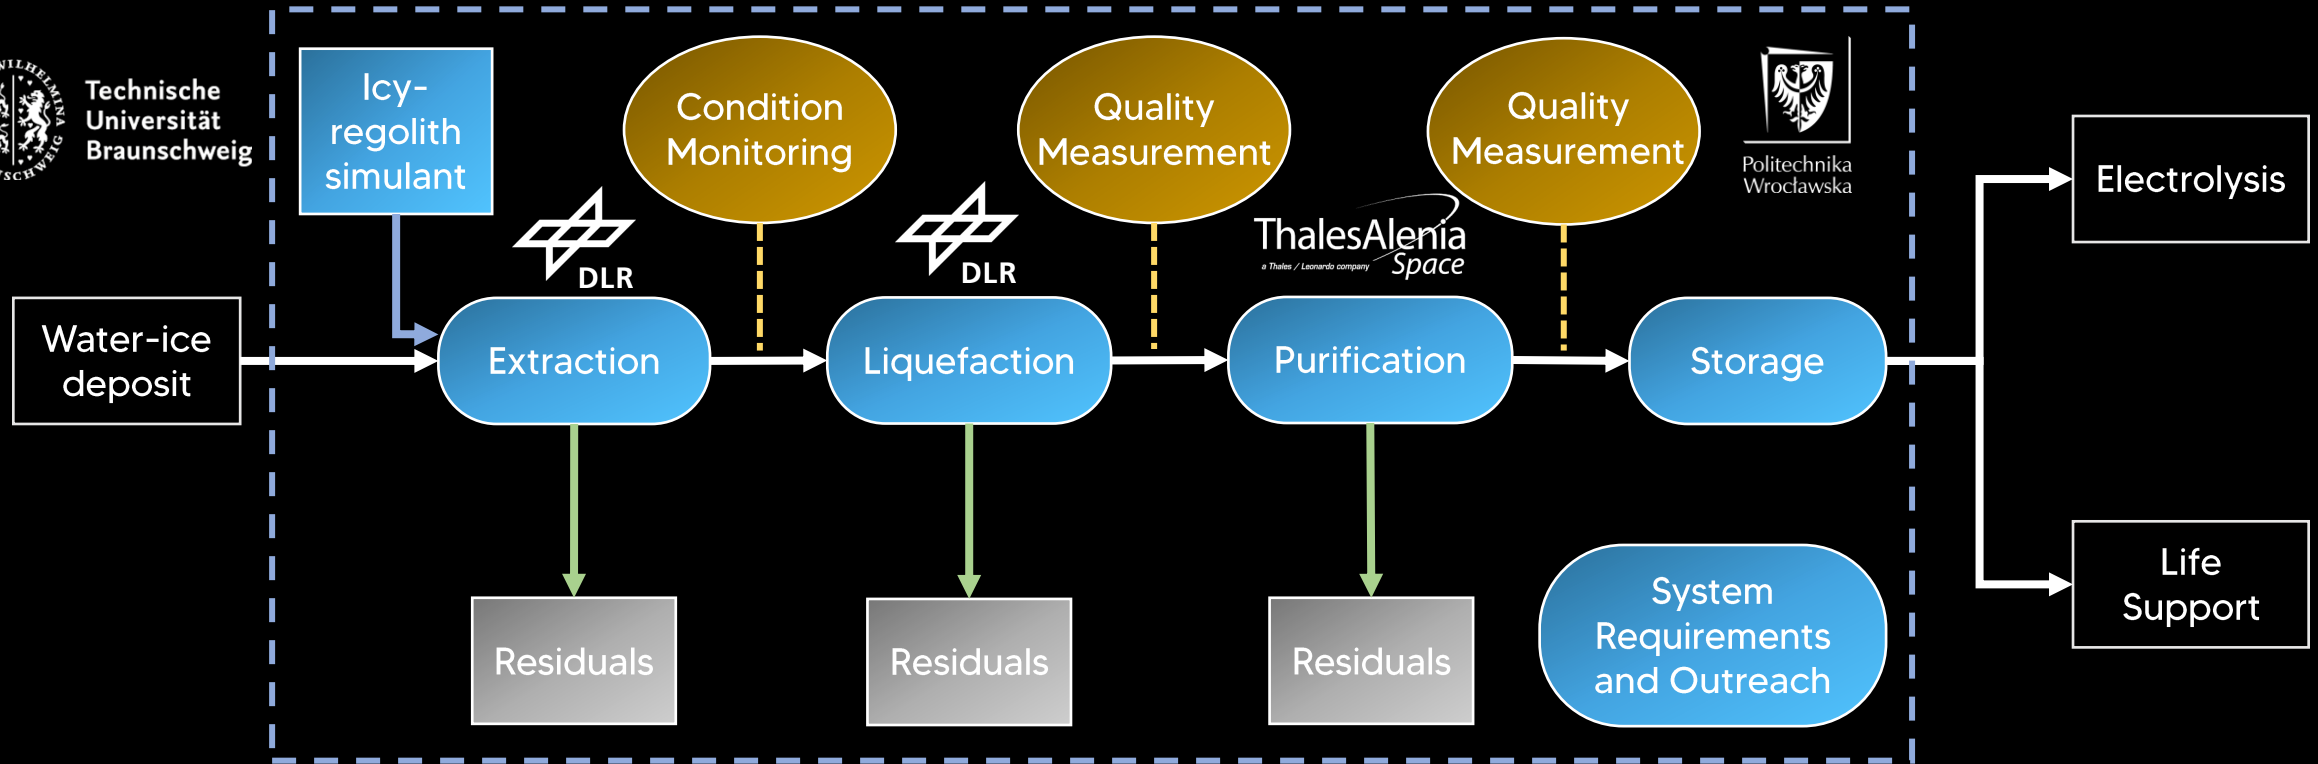 WILHELMINA
Technische
Universität
Braunschweig
Icy-
regolith
simulant
Condition
Monitoring
Quality
Measurement
Quality
Measurement
Politechnika
Wrocławska
DLR
DLR
ThalesAlenia
a Thales / Leonardo company
Space
Water-ice
deposit
Extraction
Liquefaction
Purification
Storage
Electrolysis
Life
Support
Residuals
Residuals
Residuals
System
Requirements
and Outreach